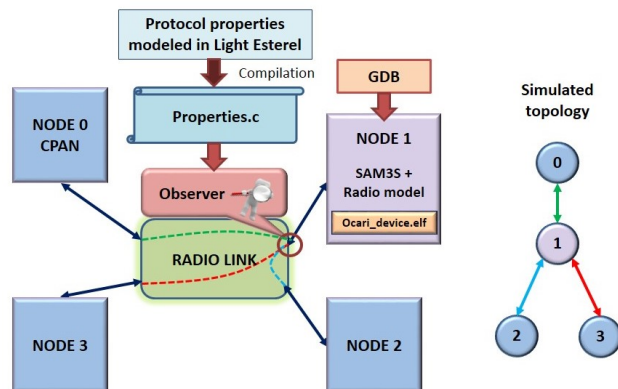 Protocol properties
modeled in Light Esterel
Compilation
GDB
Simulated
topology
NODE 0
CPAN
Properties.c
NODE 1
SAM3S +
Radio model
Ocari_device.elf
Observer
RADIO LINK
NODE 3
NODE 2
0
1
2
3